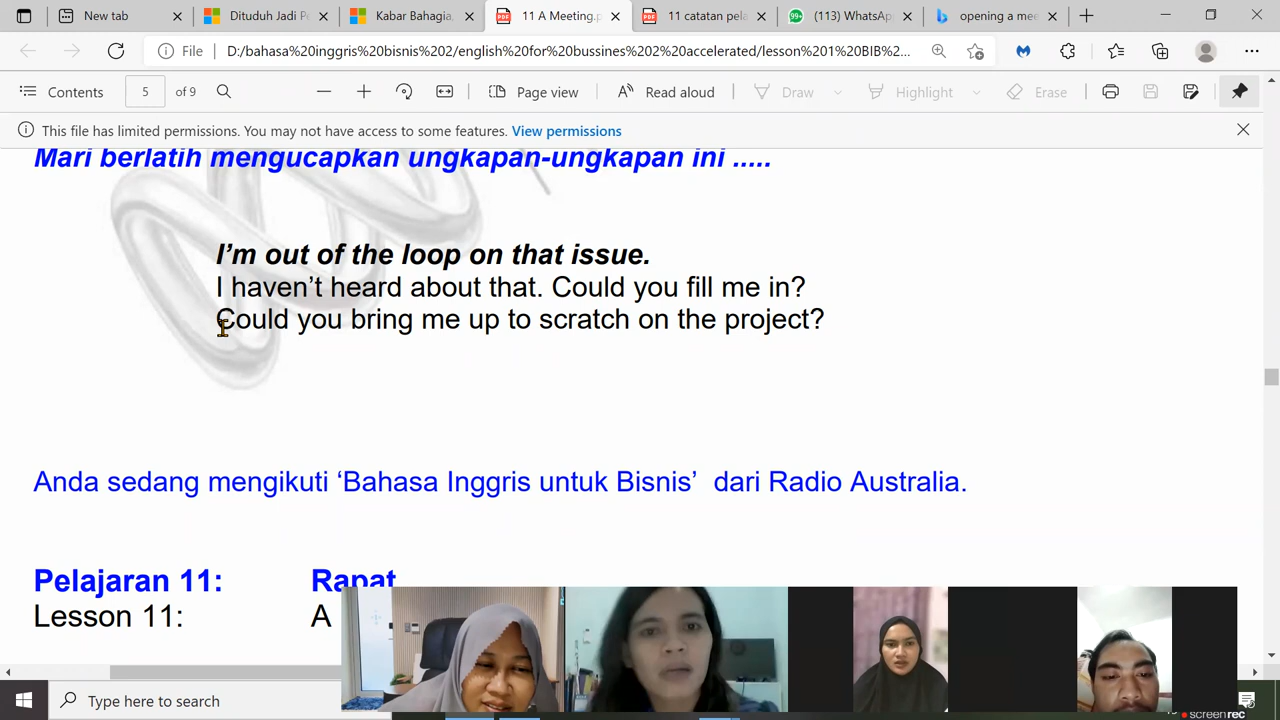 New tab
Dituduh Jadi Pe
Kabar Bahagia,
11 A Meeting.p
11 catatan pela
99+
(113) WhatsAp
opening a mee
File
D:/bahasa%20inggris%20bisnis%202/english%20for%20bussines%202%20accelerated/lesson%201%20BIB%2...
Contents
5
of 9
Page view
Read aloud
Draw
Highlight
Erase
This file has limited permissions. You may not have access to some features. View permissions
Mari berlatih mengucapkan ungkapan-ungkapan ini .....
I’m out of the loop on that issue.
I haven’t heard about that. Could you fill me in?
Could you bring me up to scratch on the project?
Anda sedang mengikuti ‘Bahasa Inggris untuk Bisnis’ dari Radio Australia.
Pelajaran 11: Rapat
Lesson 11: A
Type here to search
screenrec